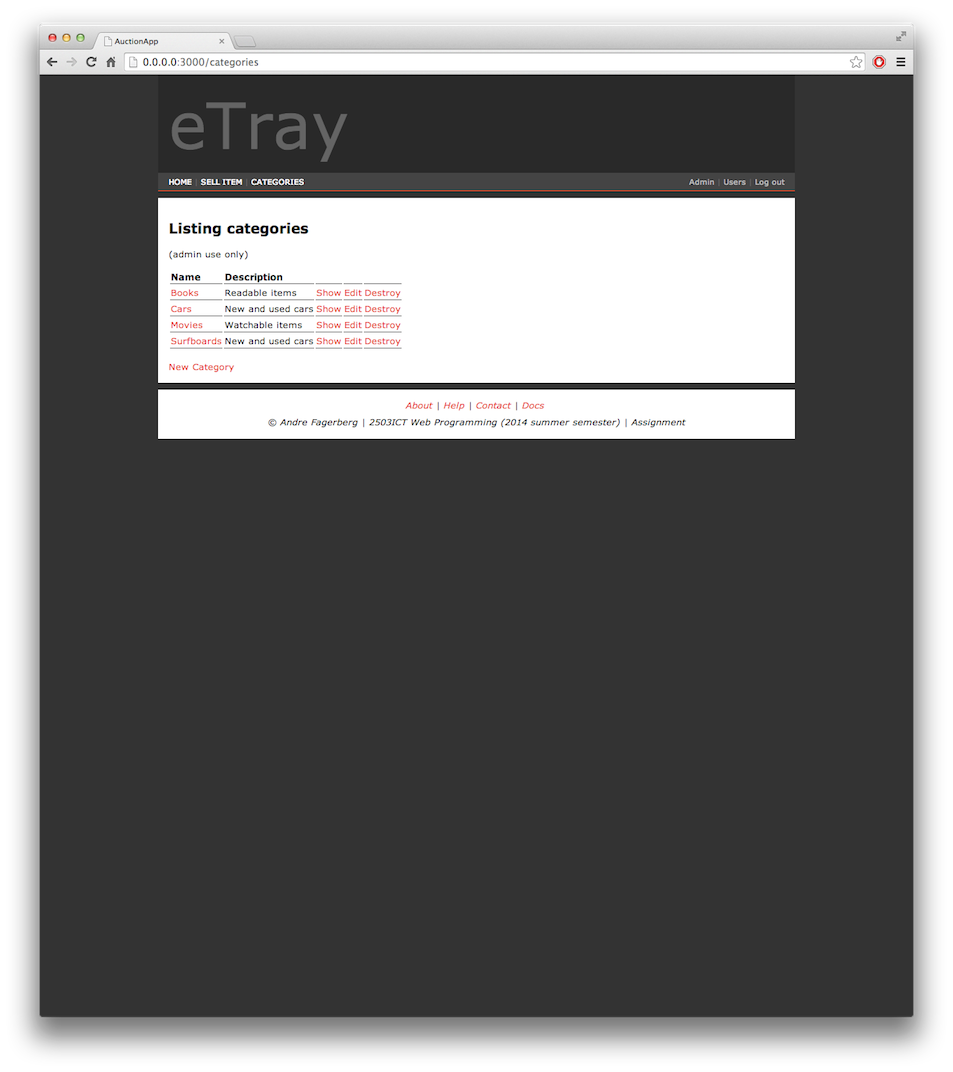 AuctionApp
0.0.0.0:3000/categories
eTray
HOME | SELL ITEM | CATEGORIES Admin | Users | Log out
Listing categories
(admin use only)
Name Description
Books Readable items Show Edit Destroy
Cars New and used cars Show Edit Destroy
Movies Watchable items Show Edit Destroy
Surfboards New and used cars Show Edit Destroy
New Category
About | Help | Contact | Docs
© Andre Fagerberg | 2503ICT Web Programming (2014 summer semester) | Assignment